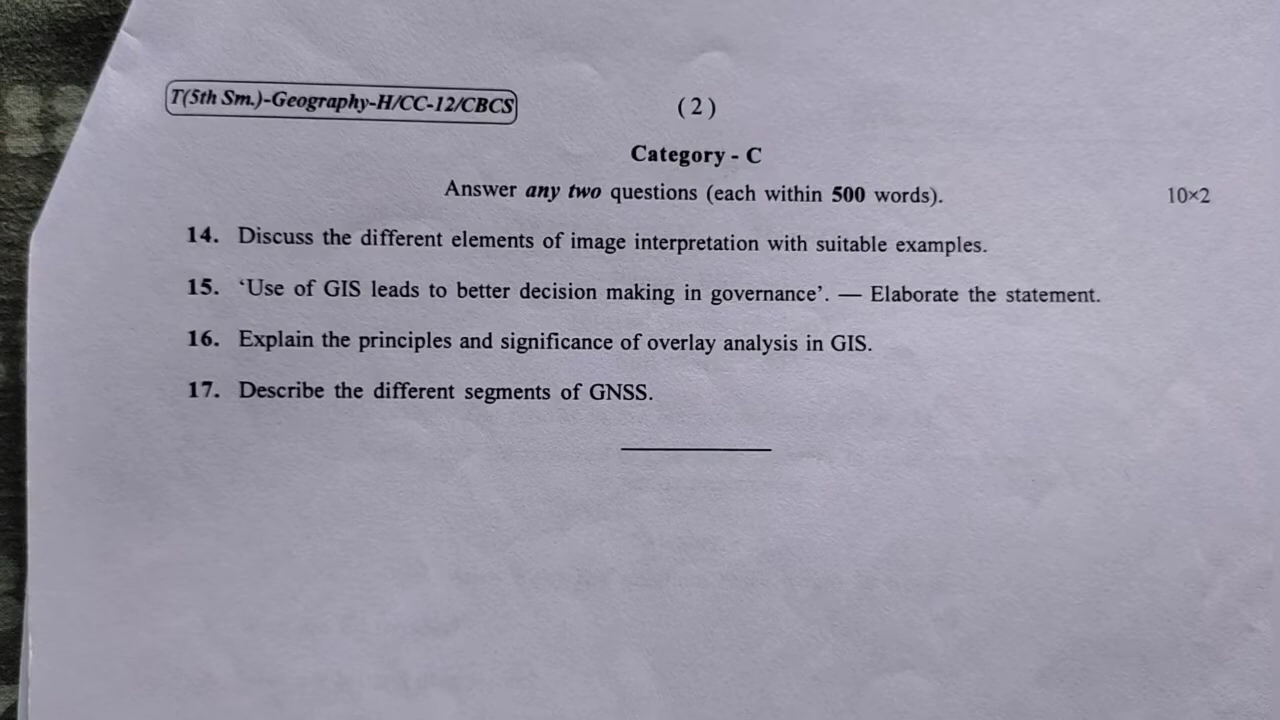 T(5th Sm.)-Geography-H/CC-12/CBCS
(2)
Category - C
Answer any two questions (each within 500 words).
10×2
14. Discuss the different elements of image interpretation with suitable examples.
15. ‘Use of GIS leads to better decision making in governance’. — Elaborate the statement.
16. Explain the principles and significance of overlay analysis in GIS.
17. Describe the different segments of GNSS.